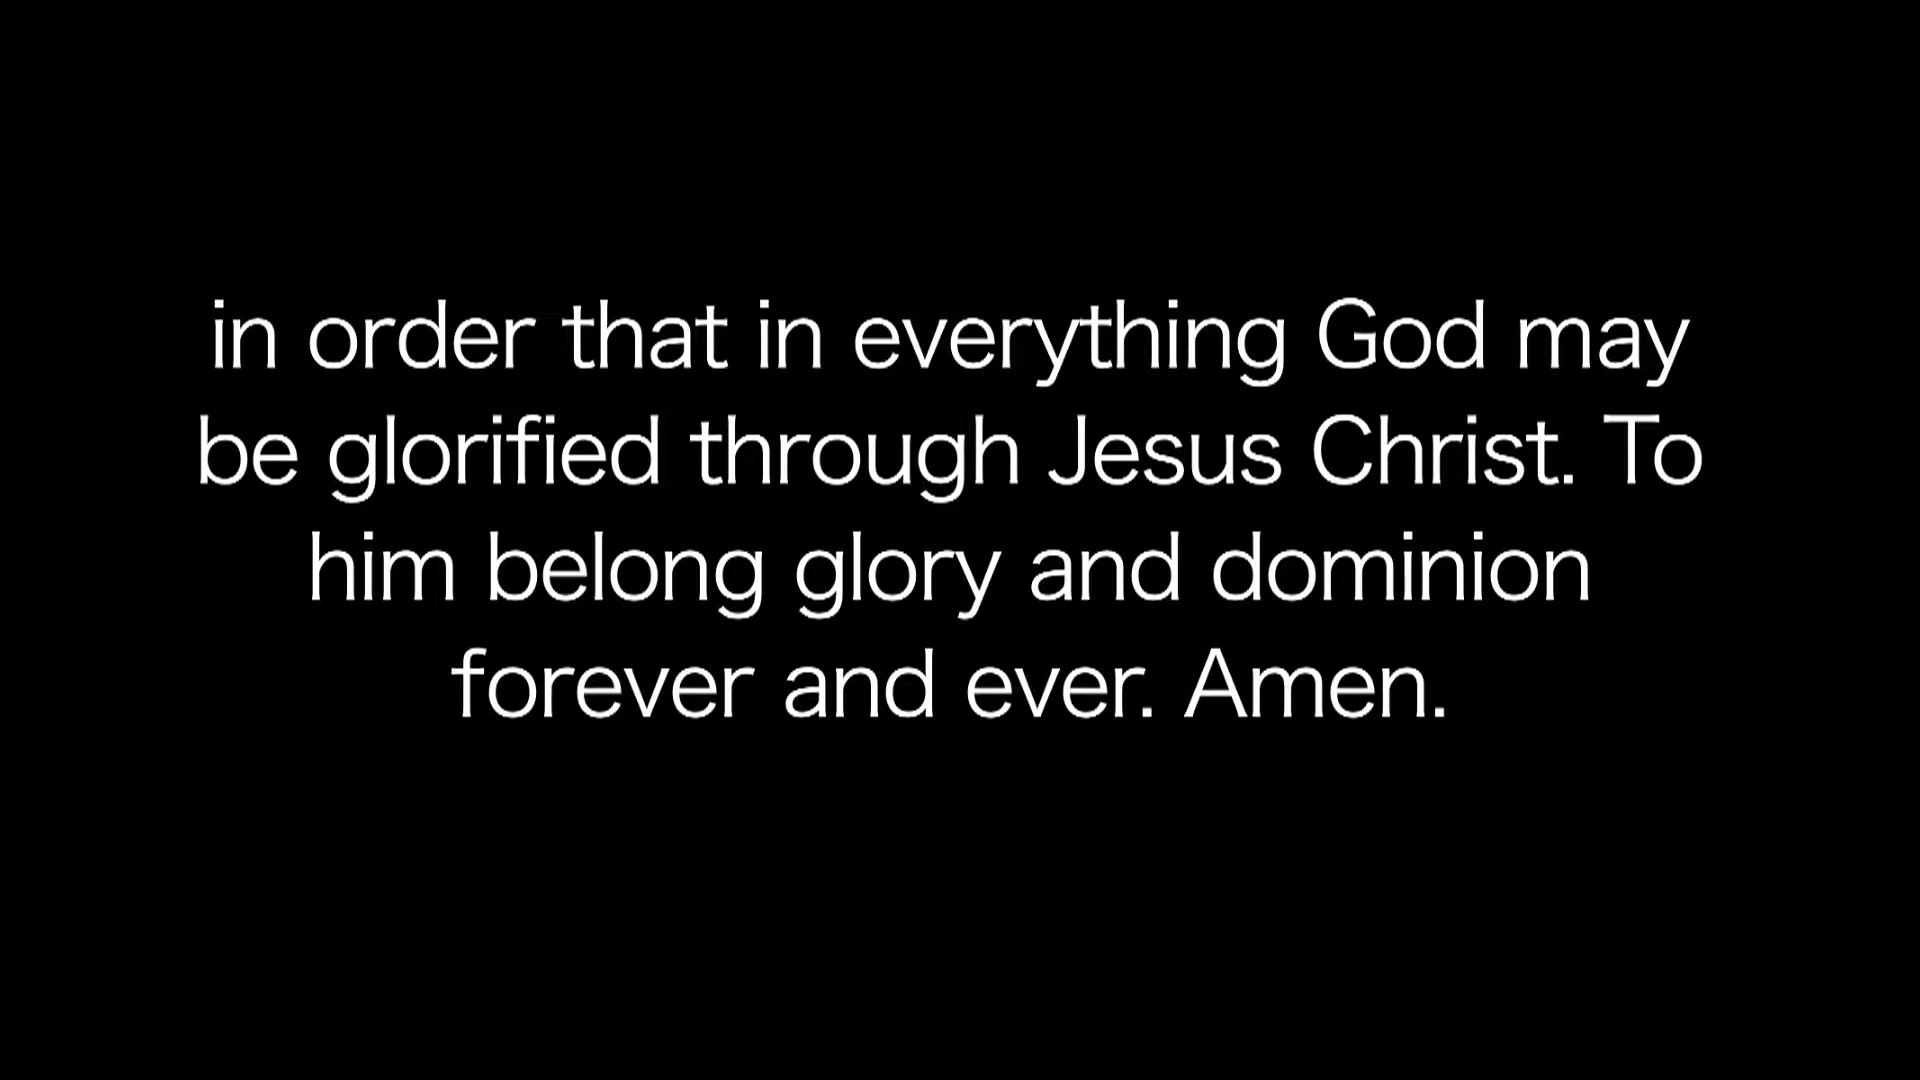 in order that in everything God may
be glorified through Jesus Christ. To
him belong glory and dominion
forever and ever. Amen.